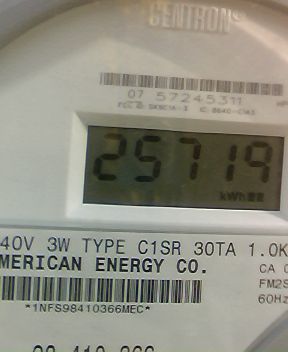 CENTRON®
07 57245311
25719
kWh
40V 3W TYPE C1SR 30TA 1.0K
MERICAN ENERGY CO.
CA 0
FM2S
60Hz
*1NFS98410366MEC*